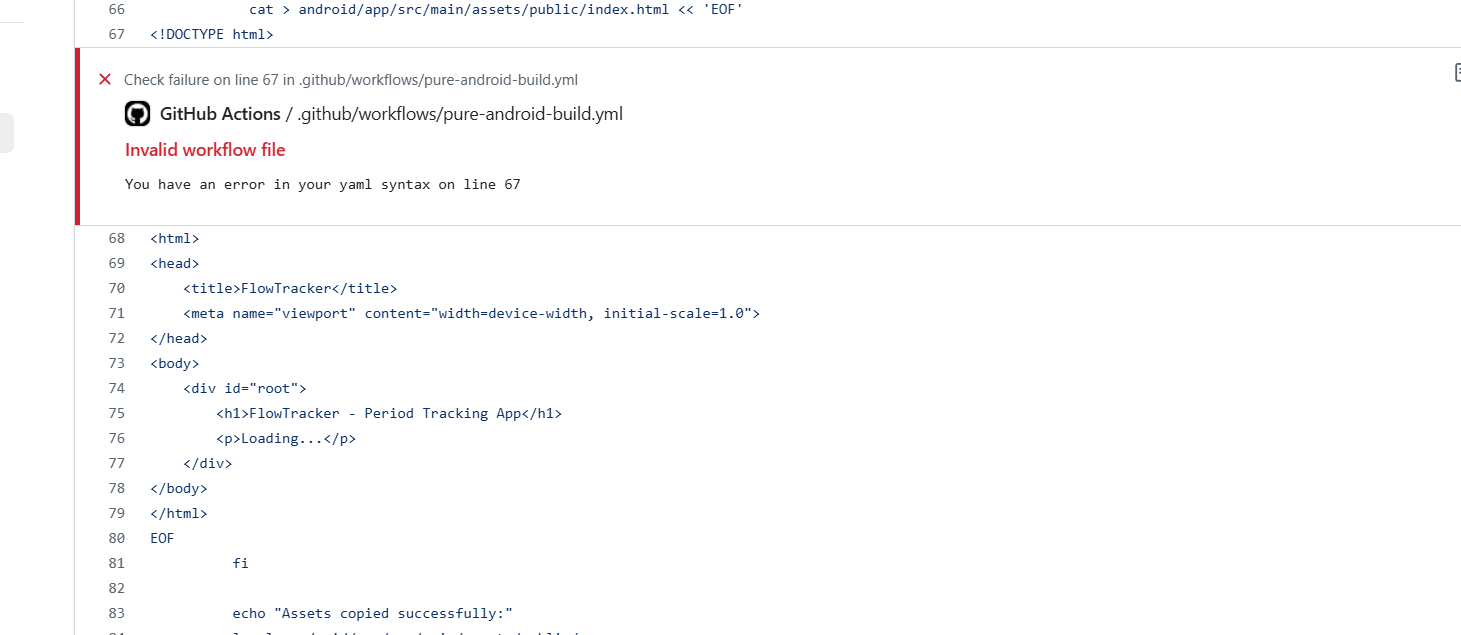 66 cat > android/app/src/main/assets/public/index.html << 'EOF'
67 <!DOCTYPE html>
Check failure on line 67 in .github/workflows/pure-android-build.yml
GitHub Actions / .github/workflows/pure-android-build.yml
Invalid workflow file
You have an error in your yaml syntax on line 67
68 <html>
69 <head>
70     <title>FlowTracker</title>
71     <meta name="viewport" content="width=device-width, initial-scale=1.0">
72 </head>
73 <body>
74     <div id="root">
75         <h1>FlowTracker - Period Tracking App</h1>
76         <p>Loading...</p>
77     </div>
78 </body>
79 </html>
80 EOF
81           fi
82
83           echo "Assets copied successfully:"